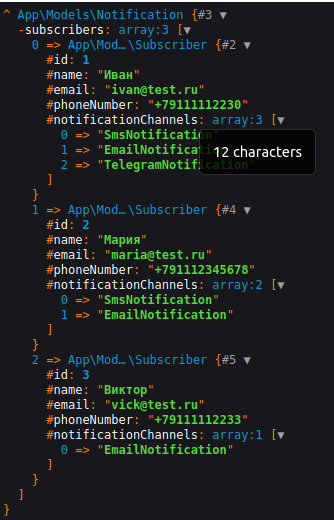 ^ App\Models\Notification {#3 ▼
-subscribers: array:3 [▼
0 => App\Mod…\Subscriber {#2 ▼
#id: 1
#name: "Иван"
#email: "ivan@test.ru"
#phoneNumber: "+79111112230"
#notificationChannels: array:3 [▼
0 => "SmsNotification"
1 => "EmailNotificati
12 characters
2 => "TelegramNotification"
]
}
1 => App\Mod…\Subscriber {#4 ▼
#id: 2
#name: "Мария"
#email: "maria@test.ru"
#phoneNumber: "+791112345678"
#notificationChannels: array:2 [▼
0 => "SmsNotification"
1 => "EmailNotification"
]
}
2 => App\Mod…\Subscriber {#5 ▼
#id: 3
#name: "Виктор"
#email: "vick@test.ru"
#phoneNumber: "+79111112233"
#notificationChannels: array:1 [▼
0 => "EmailNotification"
]
}
]
}